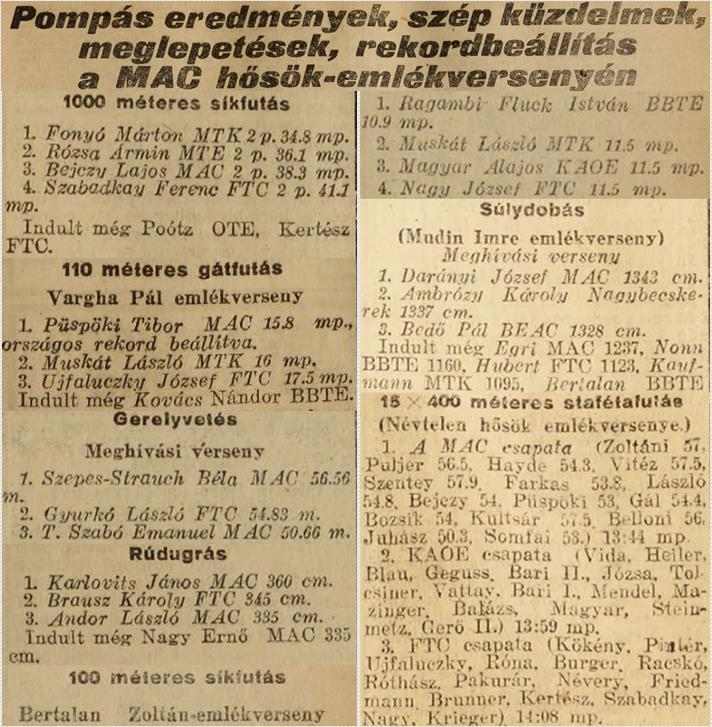 Pompás eredmények, szép küzdelmek,
meglepetések, rekordbeállítás
a MAC hősök-emlékversenyén
1000 méteres síkfutás
1. Fonyó Márton MTK 2 p. 34.8 mp.
2. Rózsa Ármin MTE 2 p. 36.1 mp.
3. Bejczy Lajos MAC 2 p. 38.3 mp.
4. Szabadkay Ferenc FTC 2 p. 41.1
mp.
Indult még Poótz OTE, Kertész
FTC.
110 méteres gátfutás
Vargha Pál emlékverseny
1. Püspöki Tibor MAC 15.8 mp.,
országos rekord beállítva.
2. Muskát László MTK 16 mp.
3. Ujfaluczky József FTC 17.5 mp.
Indult még Kovács Nándor BBTE.
Gerelyvetés
Meghívási verseny
1. Szepes-Strauch Béla MAC 56.56
m.
2. Gyurkó László FTC 54.83 m.
3. T. Szabó Emanuel MAC 50.66 m.
Rúdugrás
1. Karlovits János MAC 360 cm.
2. Brausz Károly FTC 345 cm.
3. Andor László MAC 335 cm.
Indult még Nagy Ernő MAC 335
cm.
100 méteres síkfutás
Bertalan Zoltán-emlékverseny
1. Ragambi Fluck István BBTE
10.9 mp.
2. Muskát László MTK 11.5 mp.
3. Magyar Alajos KAOE 11.5 mp.
4. Nagy József FTC 11.5 mp.
Súlydobás
(Mudin Imre emlékverseny)
Meghívási verseny
1. Darányi József MAC 1343 cm.
2. Ambrózy Károly Nagybecske-
rek 1337 cm.
3. Bedő Pál BEAC 1328 cm.
Indult még Egri MAC 1237, Nonn
BBTE 1160, Hubert FTC 1123, Kauf-
mann MTK 1095, Bertalan BBTE
15 × 400 méteres stafétafutás
(Névtelen hősök emlékversenye.)
1. A MAC csapata (Zoltáni 57,
Puljer 56.5, Hayde 54.3, Vitéz 57.5,
Szentey 57.9, Farkas 53.8, László
54.8, Bejczy 54, Püspöki 53, Gál 54.4,
Bozsik 54, Kultsár 57.5, Belloni 56,
Juhász 50.3, Somfai 53.) 13:44 mp.
2. KAOE csapata (Vida, Heiler,
Blau, Geguss, Bari II., Józsa, Tol-
csiner, Vattay, Bari I., Mendel, Ma-
zinger, Balázs, Magyar, Stein-
metz, Gerő II.) 13:59 mp.
3. FTC csapata (Kökény, Pintér,
Ujfaluczky, Róna, Burger, Racskó,
Róthász, Pakurár, Névery, Fried-
mann, Brunner, Kertész, Szabadkay,
Nagy, Krieger) 14:08 mp.